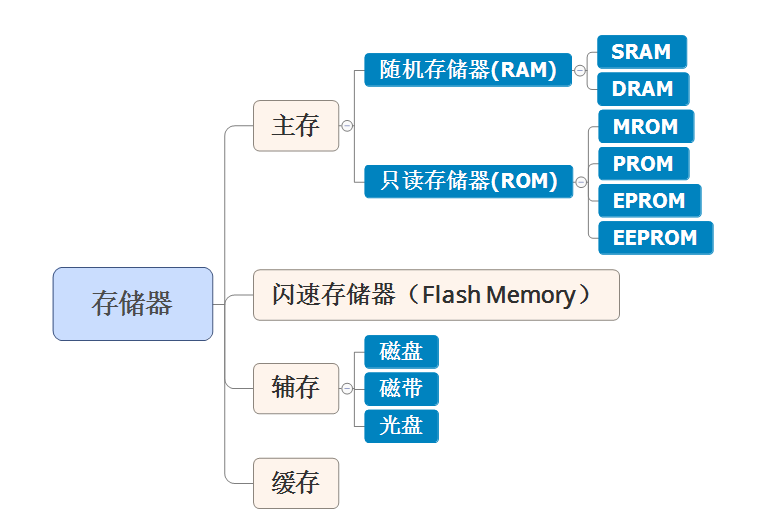 存储器
主存
随机存储器(RAM)
SRAM
DRAM
只读存储器(ROM)
MROM
PROM
EPROM
EEPROM
闪速存储器（Flash Memory）
辅存
磁盘
磁带
光盘
缓存